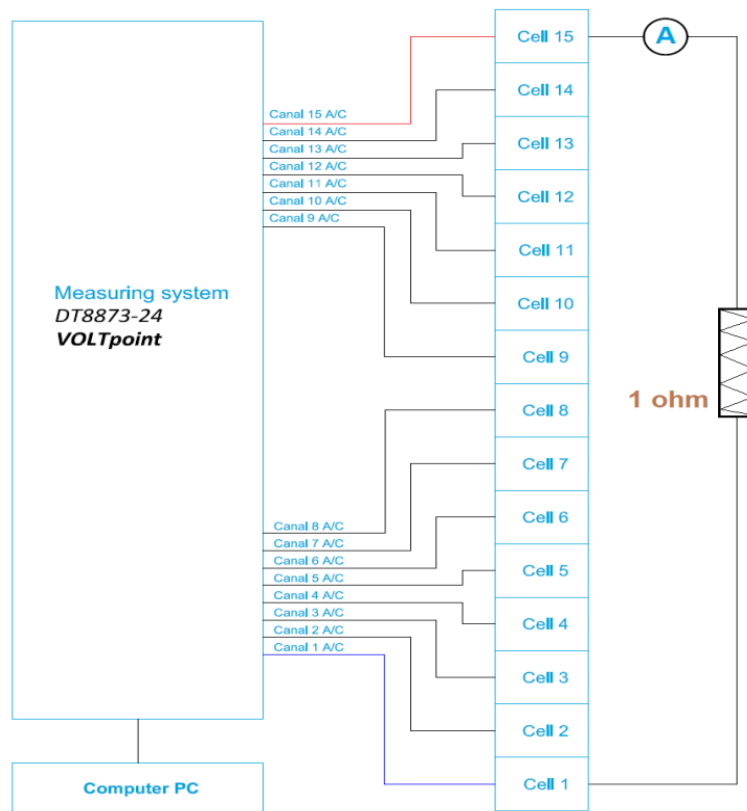 Cell 15
A
Canal 15 A/C
Canal 14 A/C
Canal 13 A/C
Canal 12 A/C
Canal 11 A/C
Canal 10 A/C
Canal 9 A/C
Cell 14
Cell 13
Cell 12
Cell 11
Cell 10
Cell 9
Measuring system
DT8873-24
VOLTpoint
1 ohm
Cell 8
Cell 7
Cell 6
Cell 5
Cell 4
Cell 3
Cell 2
Cell 1
Canal 8 A/C
Canal 7 A/C
Canal 6 A/C
Canal 5 A/C
Canal 4 A/C
Canal 3 A/C
Canal 2 A/C
Canal 1 A/C
Computer PC